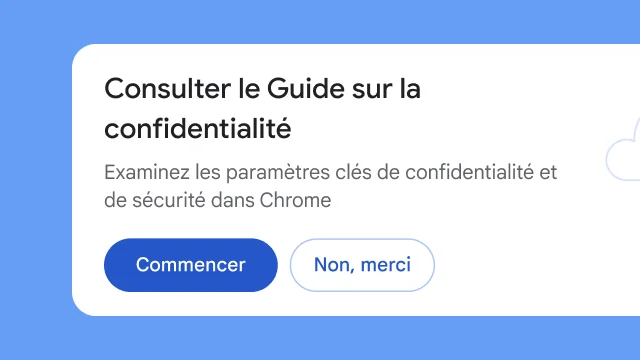 Consulter le Guide sur la
confidentialité
Examinez les paramètres clés de confidentialité et
de sécurité dans Chrome
Commencer
Non, merci